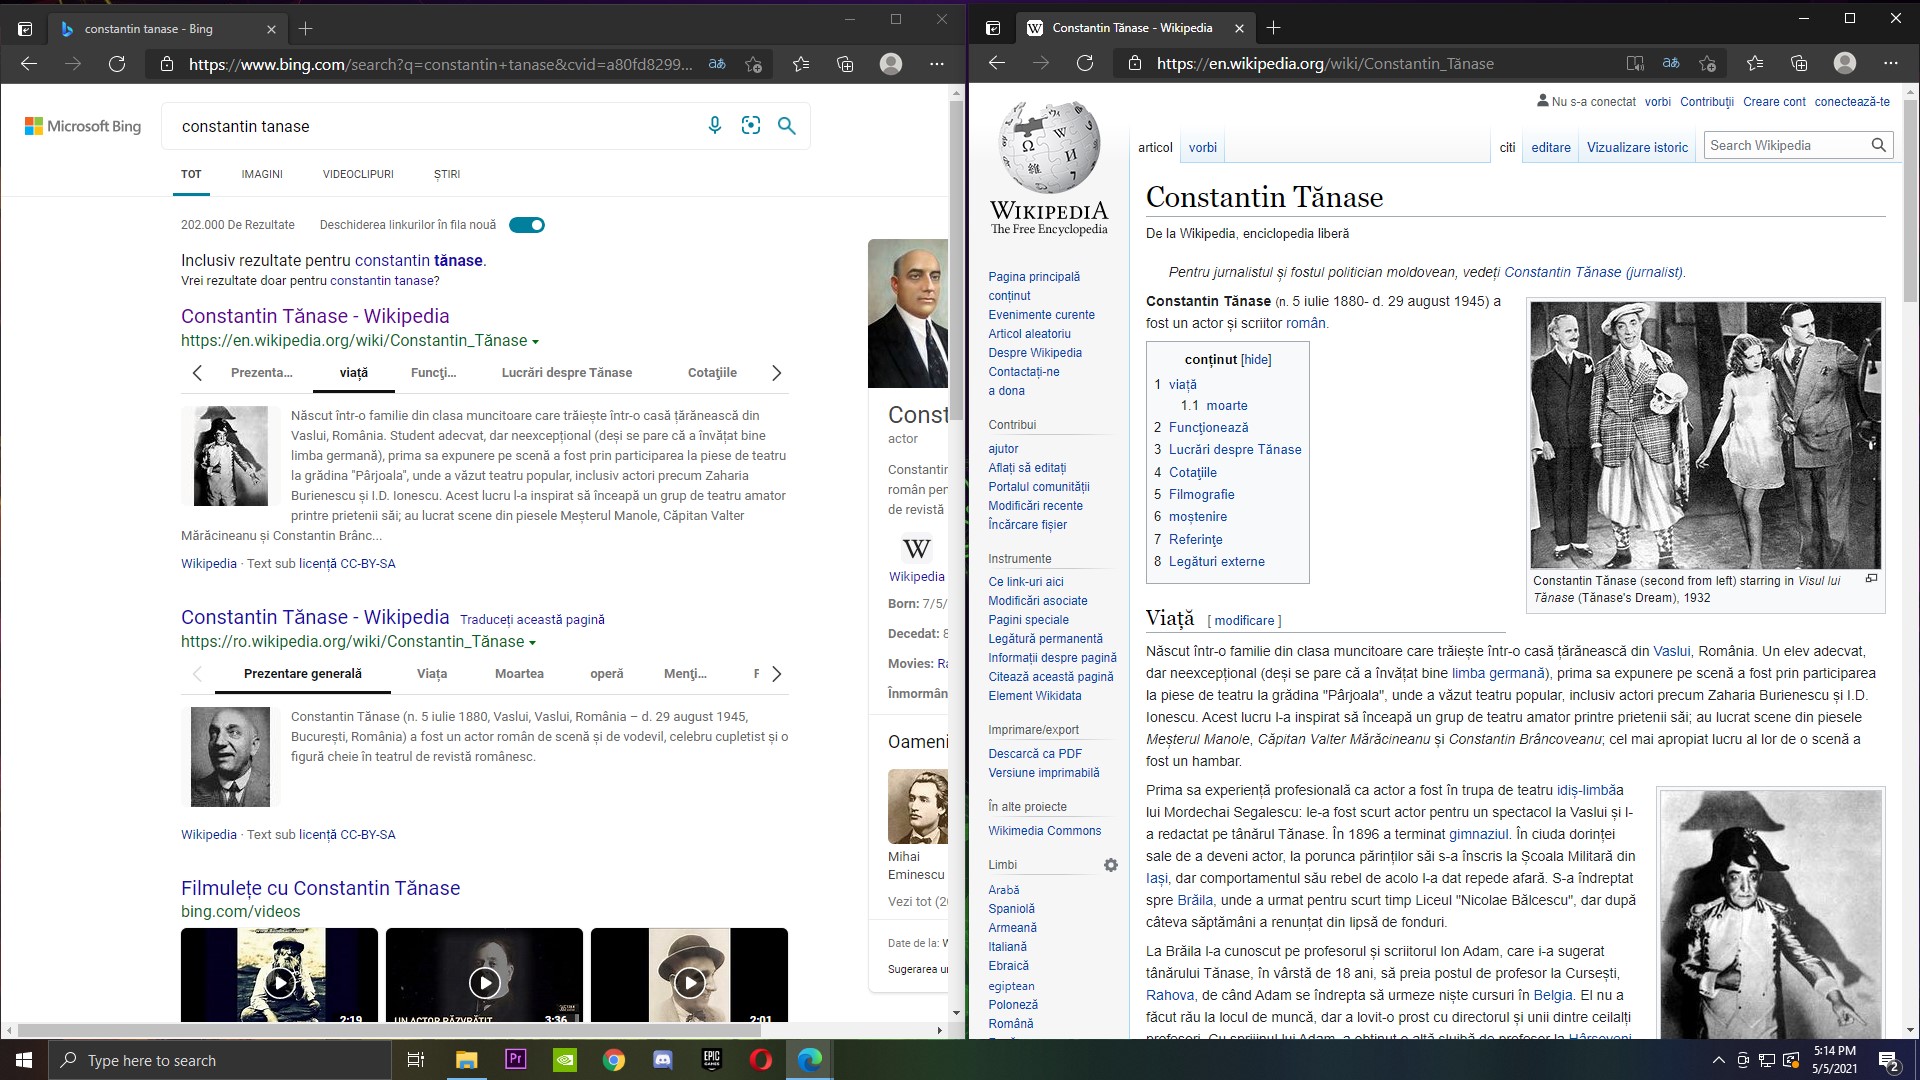 constantin tanase - Bing
https://www.bing.com/search?q=constantin+tanase&cvid=a80fd8299...
Microsoft Bing
constantin tanase
TOT
IMAGINI
VIDEOCLIPURI
ȘTIRI
202.000 De Rezultate
Deschiderea linkurilor în fila nouă
Inclusiv rezultate pentru constantin tănase.
Vrei rezultate doar pentru constantin tanase?
Constantin Tănase - Wikipedia
https://en.wikipedia.org/wiki/Constantin_Tănase
Prezenta...
viață
Funcţi...
Lucrări despre Tănase
Cotațiile
Născut într-o familie din clasa muncitoare care trăiește într-o casă țărănească din
Vaslui, România. Student adecvat, dar neexcepțional (deși se pare că a învățat bine
limba germană), prima sa expunere pe scenă a fost prin participarea la piese de teatru
la grădina "Pârjoala", unde a văzut teatru popular, inclusiv actori precum Zaharia
Burienescu și I.D. Ionescu. Acest lucru l-a inspirat să înceapă un grup de teatru amator
printre prietenii săi; au lucrat scene din piesele Meșterul Manole, Căpitan Valter
Mărăcineanu și Constantin Brânc...
Wikipedia · Text sub licență CC-BY-SA
Constantin Tănase - Wikipedia Traduceți această pagină
https://ro.wikipedia.org/wiki/Constantin_Tănase
Prezentare generală
Viața
Moartea
operă
Menți...
Constantin Tănase (n. 5 iulie 1880, Vaslui, Vaslui, România – d. 29 august 1945,
București, România) a fost un actor român de scenă și de vodevil, celebru cupletist și o
figură cheie în teatrul de revistă românesc.
Wikipedia · Text sub licență CC-BY-SA
Filmulețe cu Constantin Tănase
bing.com/videos
2:19
UN ACTOR RĂZVRĂTIT
3:36
2:01
Const
actor
Constantin
român per
de revistă
W
Wikipedia
Born: 7/5/
Decedat: 8
Movies: Ra
Înmormân
Oameni
Mihai
Eminescu
Vezi tot (20
Date de la: W
Sugerarea u
Constantin Tănase - Wikipedia
https://en.wikipedia.org/wiki/Constantin_Tănase
Nu s-a conectat vorbi Contribuții Creare cont conectează-te
articol
vorbi
citi
editare
Vizualizare istoric
Search Wikipedia
WIKIPEDIA
The Free Encyclopedia
Pagina principală
conținut
Evenimente curente
Articol aleatoriu
Despre Wikipedia
Contactați-ne
a dona
Contribui
ajutor
Aflați să editați
Portalul comunității
Modificări recente
Încărcare fișier
Instrumente
Ce link-uri aici
Modificări asociate
Pagini speciale
Legătură permanentă
Informații despre pagină
Citează această pagină
Element Wikidata
Imprimare/export
Descarcă ca PDF
Versiune imprimabilă
În alte proiecte
Wikimedia Commons
Limbi
Arabă
Spaniolă
Armeană
Italiană
Ebraică
egiptean
Poloneză
Română
Constantin Tănase
De la Wikipedia, enciclopedia liberă
Pentru jurnalistul și fostul politician moldovean, vedeți Constantin Tănase (jurnalist).
Constantin Tănase (n. 5 iulie 1880- d. 29 august 1945) a
fost un actor și scriitor român.
conținut [hide]
1 viață
1.1 moarte
2 Funcţionează
3 Lucrări despre Tănase
4 Cotațiile
5 Filmografie
6 moștenire
7 Referințe
8 Legături externe
Constantin Tănase (second from left) starring in Visul lui
Tănase (Tănase's Dream), 1932
Viață [ modificare ]
Născut într-o familie din clasa muncitoare care trăiește într-o casă țărănească din Vaslui, România. Un elev adecvat,
dar neexcepțional (deși se pare că a învățat bine limba germană), prima sa expunere pe scenă a fost prin participarea
la piese de teatru la grădina "Pârjoala", unde a văzut teatru popular, inclusiv actori precum Zaharia Burienescu și I.D.
Ionescu. Acest lucru l-a inspirat să înceapă un grup de teatru amator printre prietenii săi; au lucrat scene din piesele
Meșterul Manole, Căpitan Valter Mărăcineanu și Constantin Brâncoveanu; cel mai apropiat lucru al lor de o scenă a
fost un hambar.
Prima sa experiență profesională ca actor a fost în trupa de teatru idiș-limbăa
lui Mordechai Segalescu: le-a fost scurt actor pentru un spectacol la Vaslui și l-
a redactat pe tânărul Tănase. În 1896 a terminat gimnaziul. În ciuda dorinței
sale de a deveni actor, la porunca părinților săi s-a înscris la Școala Militară din
Iași, dar comportamentul său rebel de acolo l-a dat repede afară. S-a îndreptat
spre Brăila, unde a urmat pentru scurt timp Liceul "Nicolae Bălcescu", dar după
câteva săptămâni a renunțat din lipsă de fonduri.
La Brăila l-a cunoscut pe profesorul și scriitorul Ion Adam, care i-a sugerat
tânărului Tănase, în vârstă de 18 ani, să preia postul de profesor la Cursești,
Rahova, de când Adam se îndrepta să urmeze niște cursuri în Belgia. El nu a
făcut rău la locul de muncă, dar a lovit-o prost cu directorul și unii dintre ceilalți
Type here to search
Pr
EPIC
GAMES
5:14 PM
5/5/2021
2